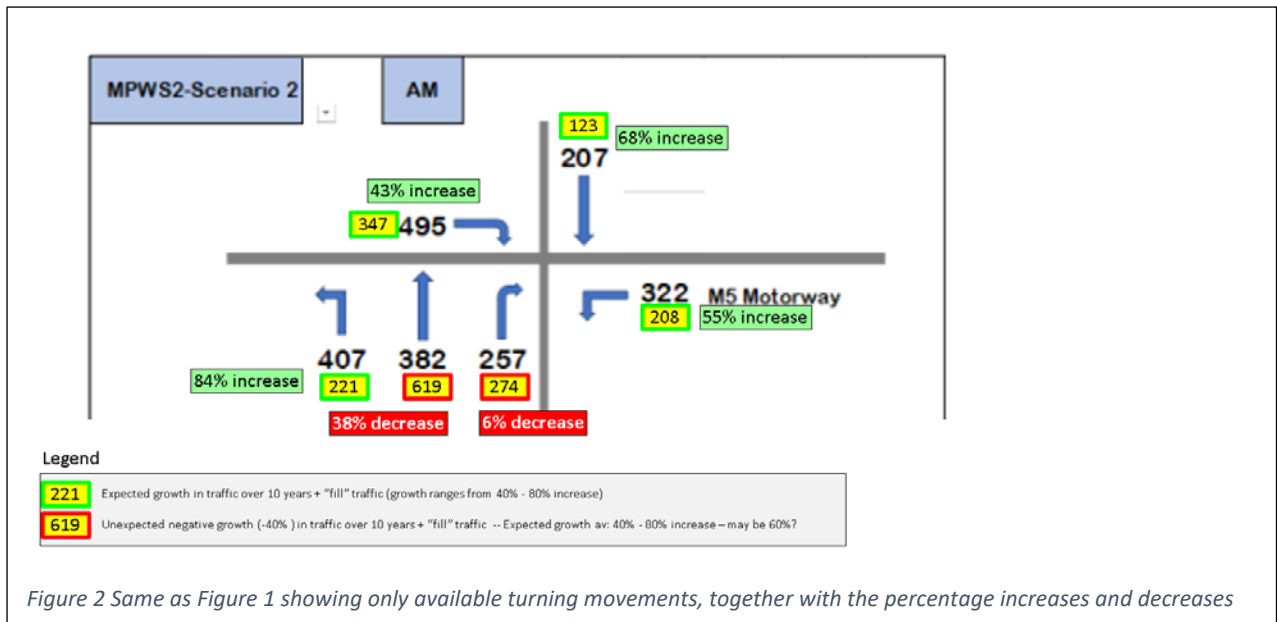 MPWS2-Scenario 2
AM
123
68% increase
207
43% increase
347
495
322 M5 Motorway
208
55% increase
407
382
257
84% increase
221
619
274
38% decrease
6% decrease
Legend
221 Expected growth in traffic over 10 years + "fill" traffic (growth ranges from 40% - 80% increase)
619 Unexpected negative growth (-40% ) in traffic over 10 years + "fill" traffic -- Expected growth av: 40% - 80% increase – may be 60%?
Figure 2 Same as Figure 1 showing only available turning movements, together with the percentage increases and decreases